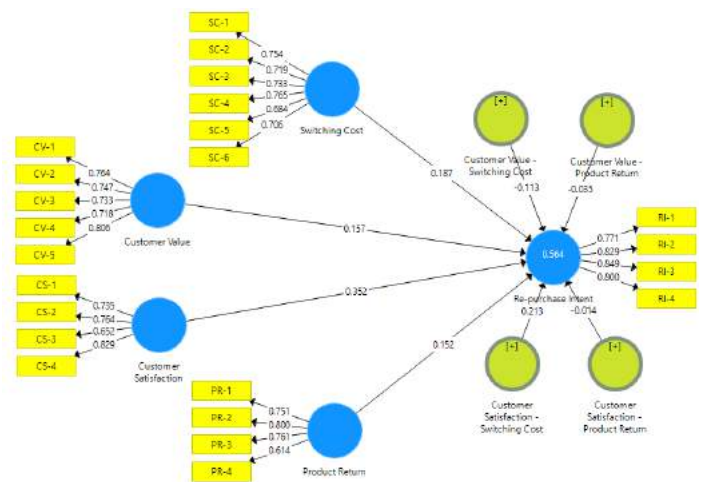 SC-1
SC-2
SC-3
SC-4
SC-5
SC-6
0.754
0.719
0.733
0.765
0.684
0.706
Switching Cost
[+]
Customer Value -
Switching Cost
[+]
Customer Value -
Product Return
0.187
-0.113
-0.035
CV-1
CV-2
CV-3
CV-4
CV-5
0.764
0.747
0.733
0.718
0.806
Customer Value
0.157
0.564
Re-purchase Intent
0.771
0.829
0.849
0.800
RI-1
RI-2
RI-3
RI-4
CS-1
CS-2
CS-3
CS-4
0.735
0.764
0.652
0.829
Customer
Satisfaction
0.352
0.213
-0.014
[+]
Customer
Satisfaction -
Switching Cost
[+]
Customer
Satisfaction -
Product Return
PR-1
PR-2
PR-3
PR-4
0.751
0.800
0.761
0.614
Product Return
0.152